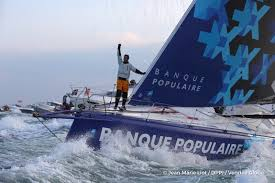 BANQUE
POPULAIRE
BANQUE POPULAIRE
© Jean-Marie Liot / DPPI / Vendée Globe